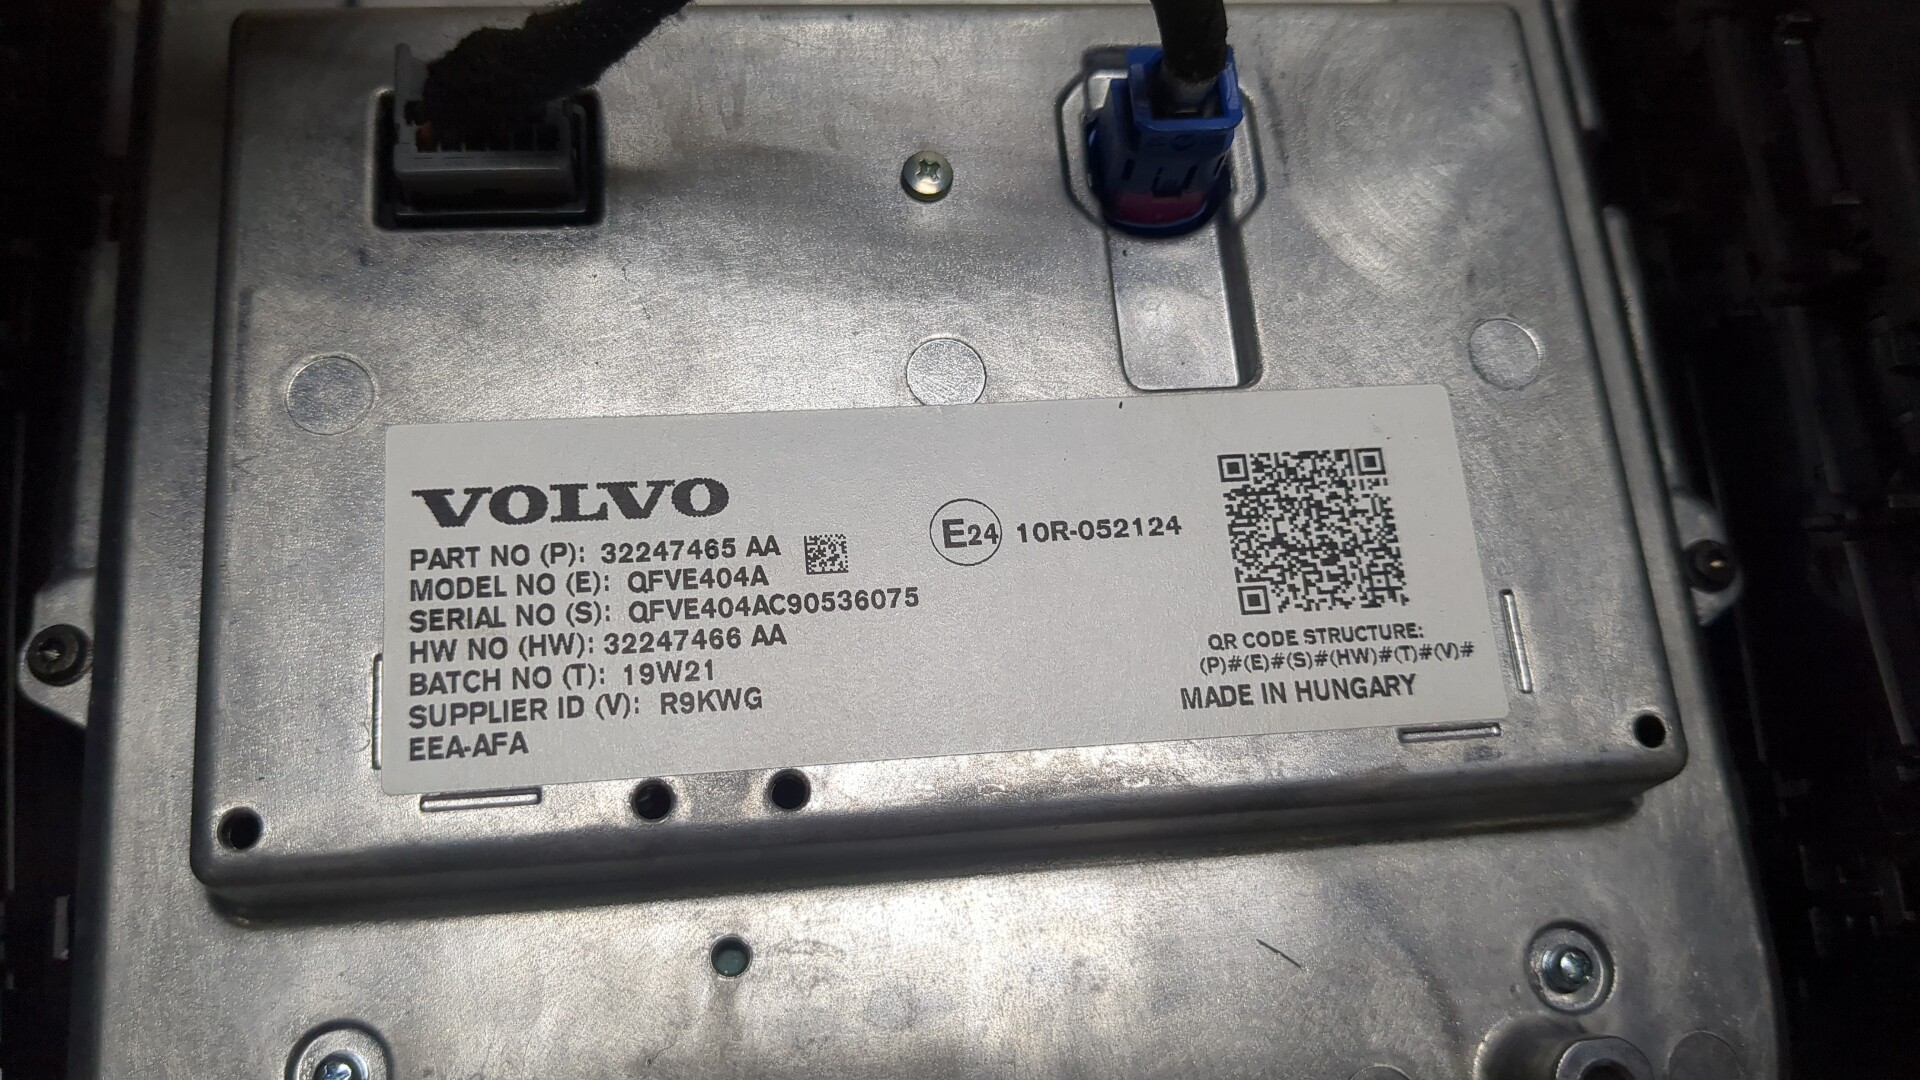 VOLVO
PART NO (P): 32247465 AA
MODEL NO (E): QFVE404A
SERIAL NO (S): QFVE404AC90536075
HW NO (HW): 32247466 AA
BATCH NO (T): 19W21
SUPPLIER ID (V): R9KWG
EEA-AFA
E24 10R-052124
QR CODE STRUCTURE:
(P)#(E)#(S)#(HW)#(T)#(V)#
MADE IN HUNGARY